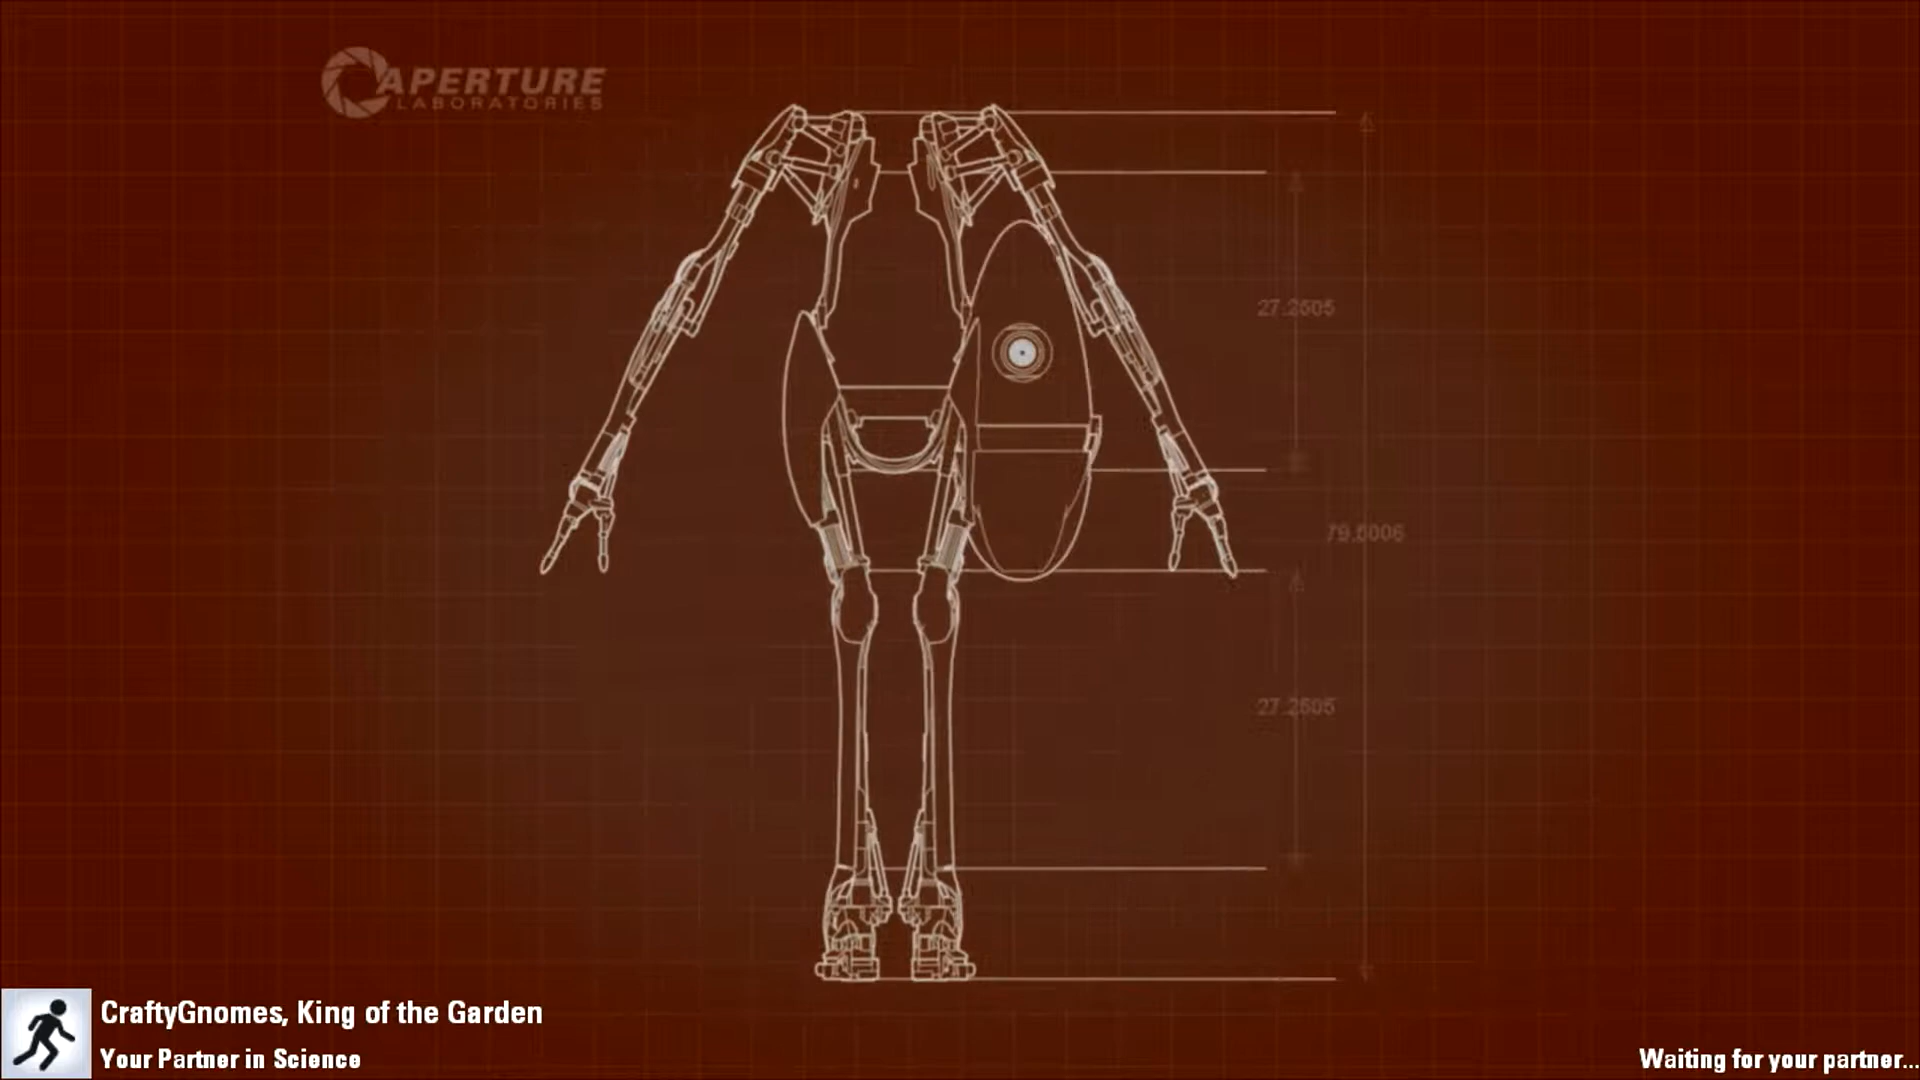 APERTURE
LABORATORIES
27.2505
79.5005
27.2505
CraftyGnomes, King of the Garden
Your Partner in Science
Waiting for your partner...